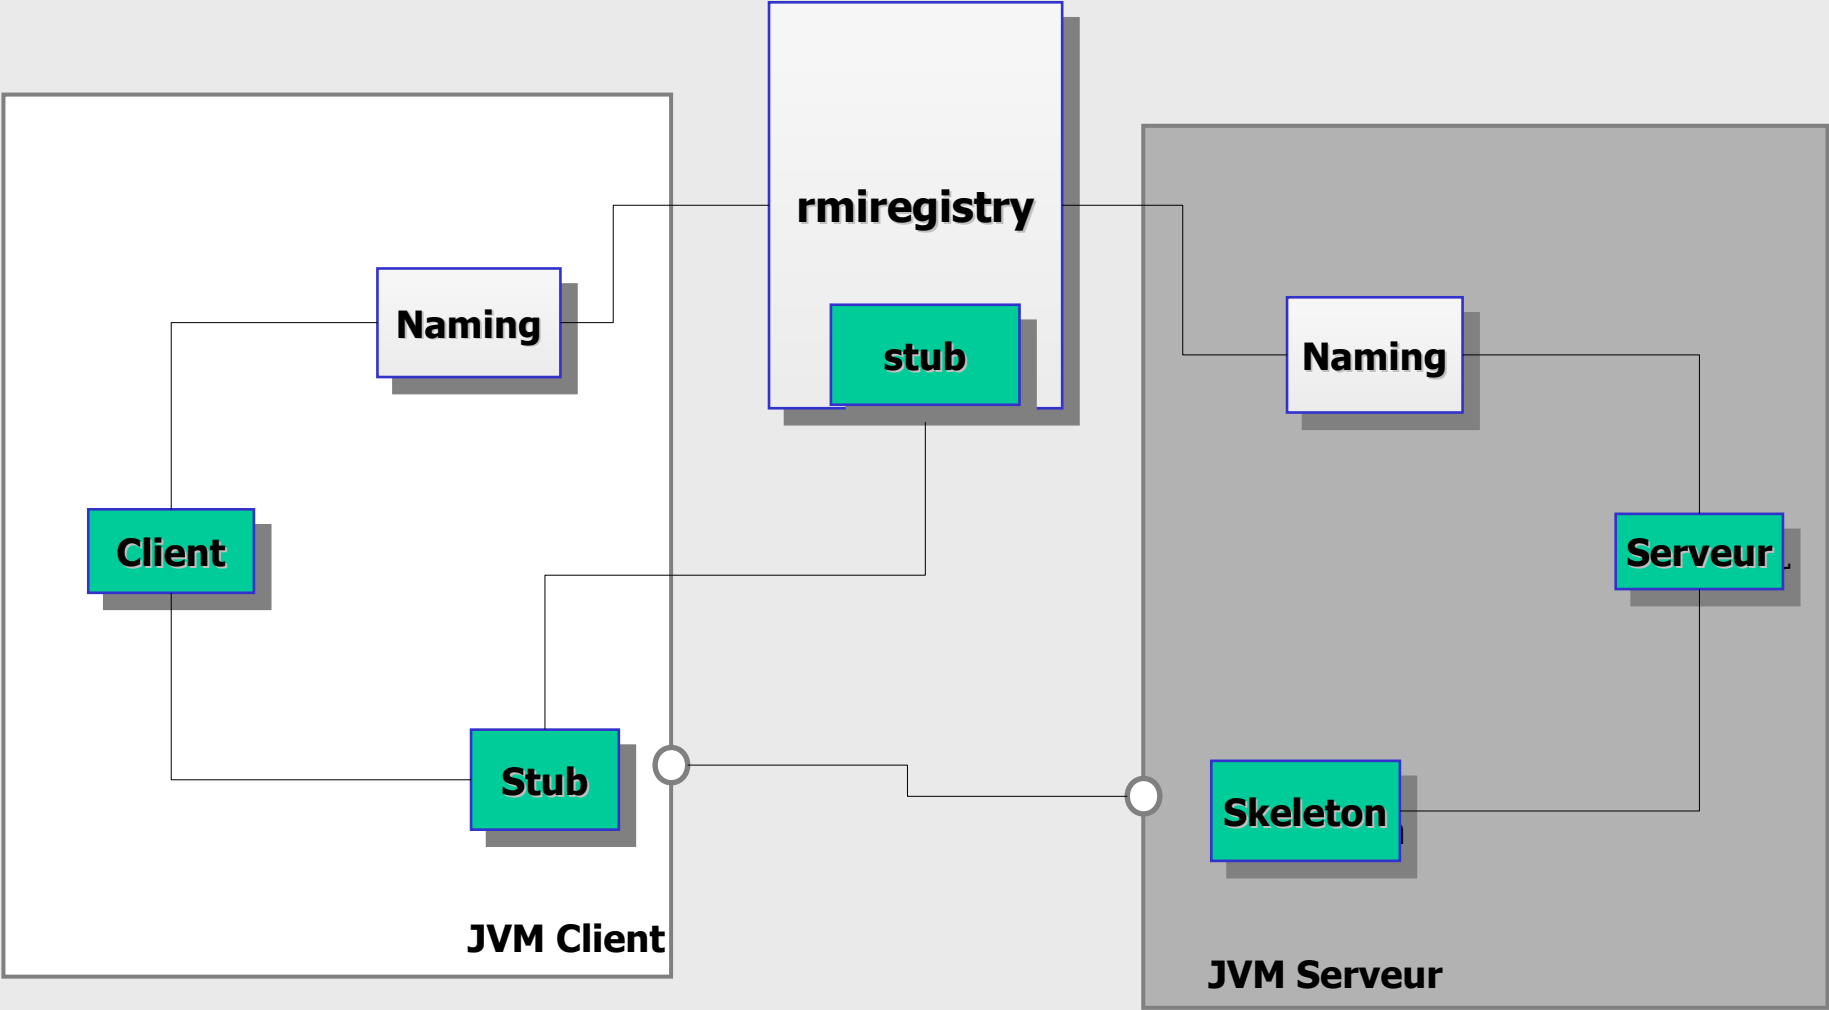 rmiregistry
Naming
stub
Naming
Client
Serveur
Stub
Skeleton
JVM Client
JVM Serveur